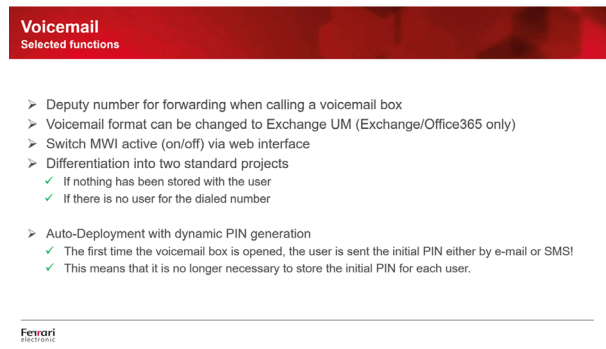 Voicemail
Selected functions
➢ Deputy number for forwarding when calling a voicemail box
➢ Voicemail format can be changed to Exchange UM (Exchange/Office365 only)
➢ Switch MWI active (on/off) via web interface
➢ Differentiation into two standard projects
✓ If nothing has been stored with the user
✓ If there is no user for the dialed number
➢ Auto-Deployment with dynamic PIN generation
✓ The first time the voicemail box is opened, the user is sent the initial PIN either by e-mail or SMS!
✓ This means that it is no longer necessary to store the initial PIN for each user.
Ferrari
electronic